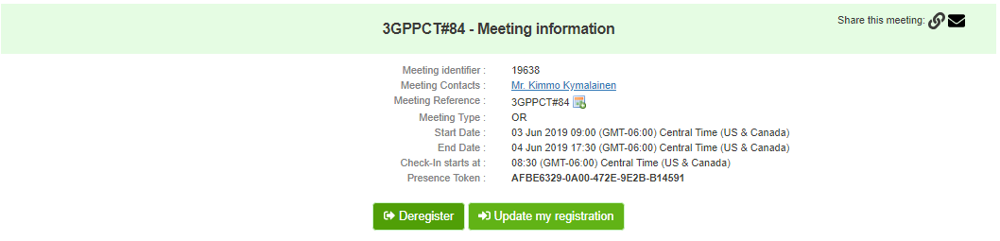 3GPPCT#84 - Meeting information
Share this meeting:
Meeting identifier : 19638
Meeting Contacts : Mr. Kimmo Kymalainen
Meeting Reference : 3GPPCT#84
Meeting Type : OR
Start Date : 03 Jun 2019 09:00 (GMT-06:00) Central Time (US & Canada)
End Date : 04 Jun 2019 17:30 (GMT-06:00) Central Time (US & Canada)
Check-In starts at : 08:30 (GMT-06:00) Central Time (US & Canada)
Presence Token : AFBE6329-0A00-472E-9E2B-B14591
Deregister Update my registration